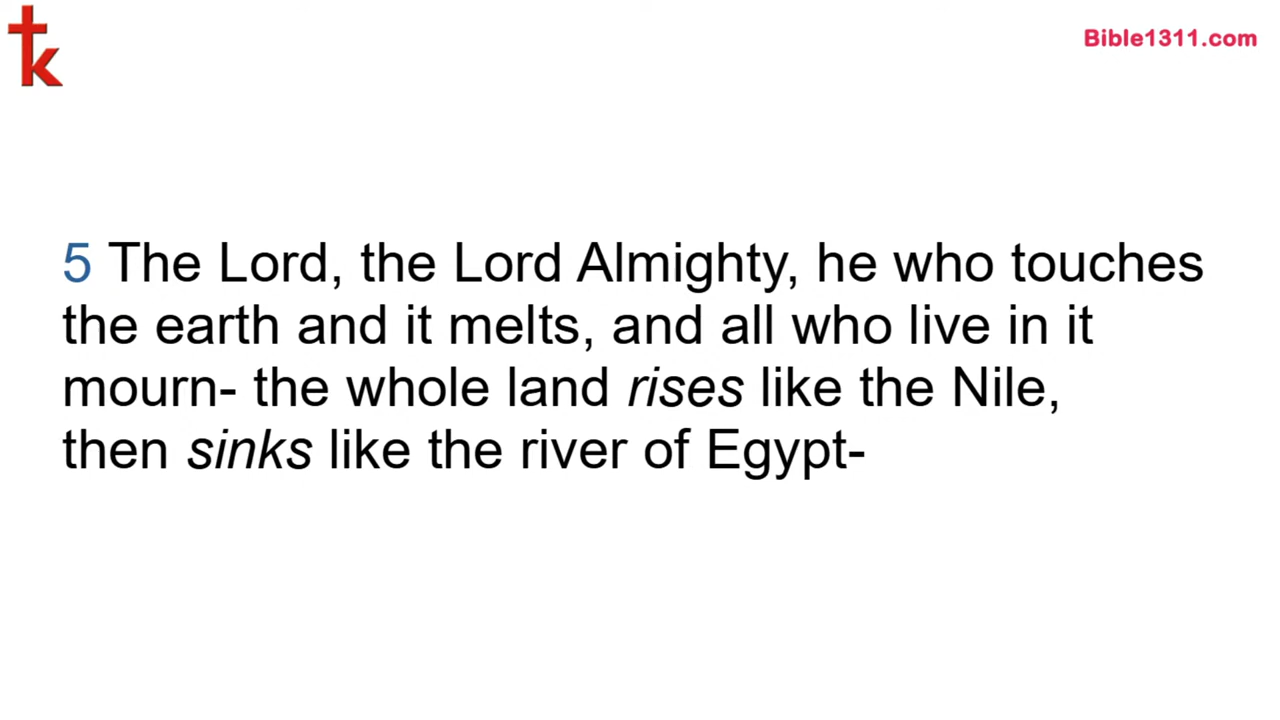 tk
Bible1311.com
5 The Lord, the Lord Almighty, he who touches
the earth and it melts, and all who live in it
mourn- the whole land rises like the Nile,
then sinks like the river of Egypt-